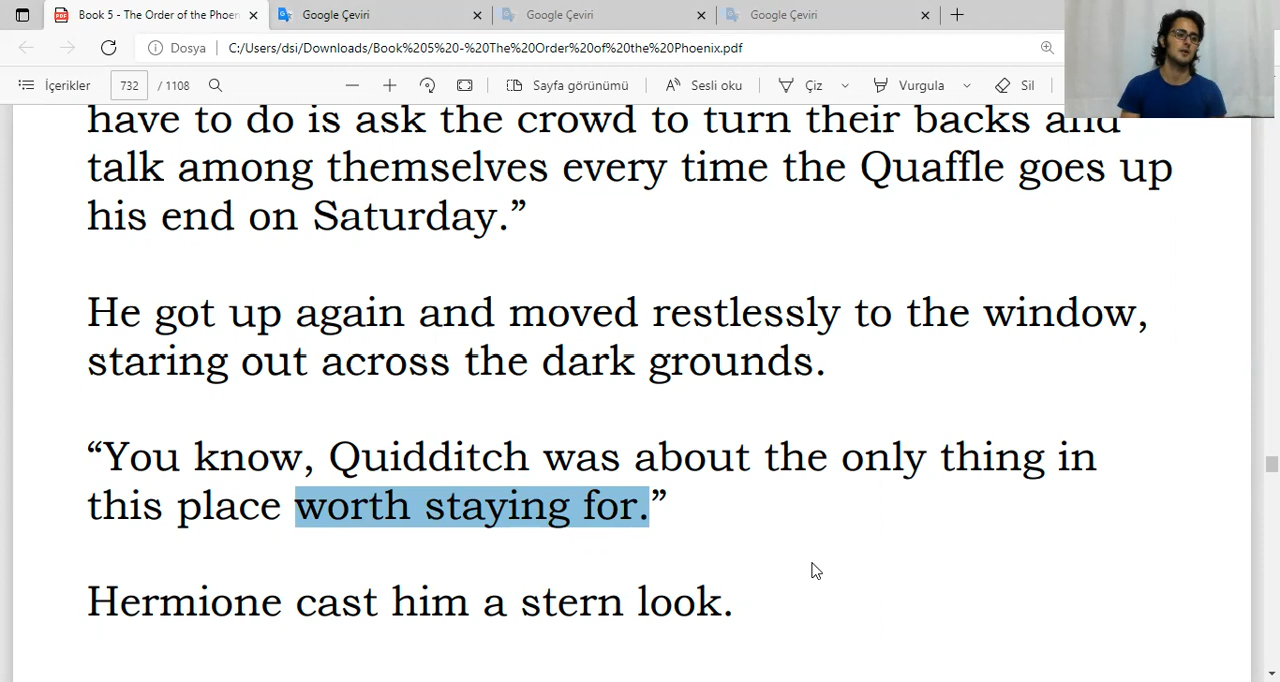 Book 5 - The Order of the Phoen
Google Çeviri
Google Çeviri
Google Çeviri
Dosya
C:/Users/dsi/Downloads/Book%205%20-%20The%20Order%20of%20the%20Phoenix.pdf
İçerikler
732 / 1108
Sayfa görünümü
Sesli oku
Çiz
Vurgula
Sil
have to do is ask the crowd to turn their backs and
talk among themselves every time the Quaffle goes up
his end on Saturday.”
He got up again and moved restlessly to the window,
staring out across the dark grounds.
“You know, Quidditch was about the only thing in
this place worth staying for.”
Hermione cast him a stern look.